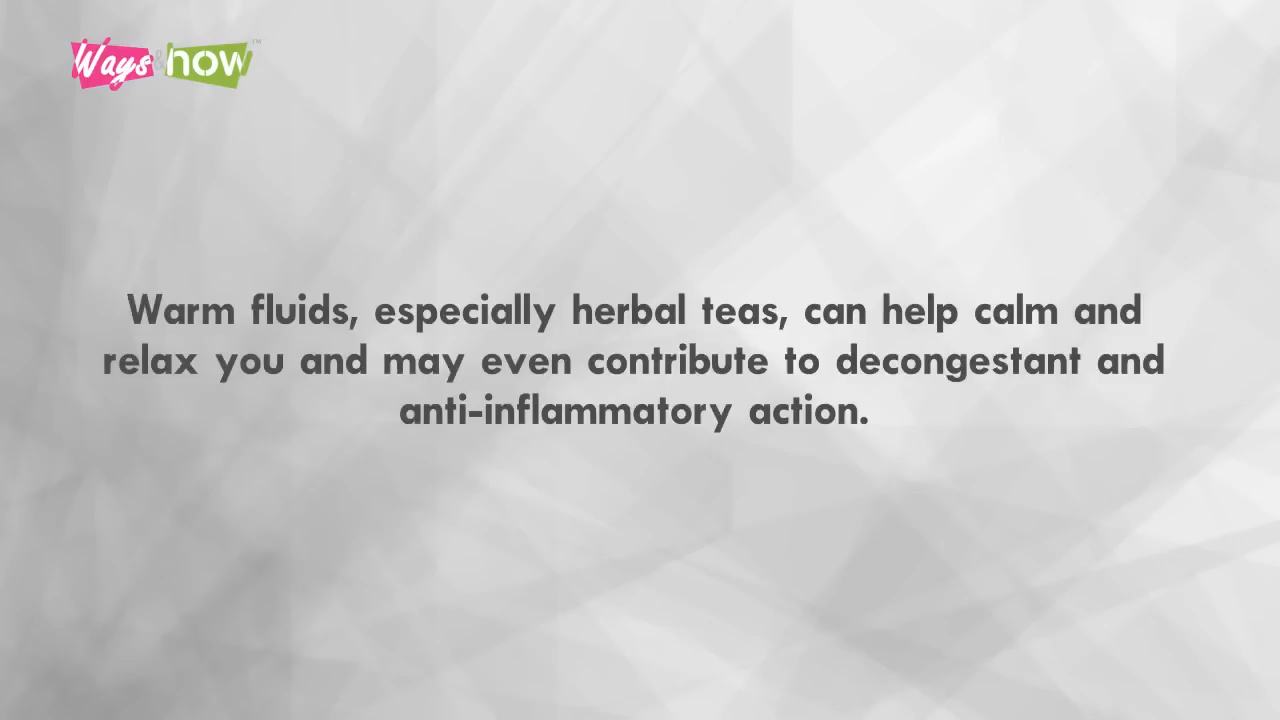 Ways & how™
Warm fluids, especially herbal teas, can help calm and
relax you and may even contribute to decongestant and
anti-inflammatory action.